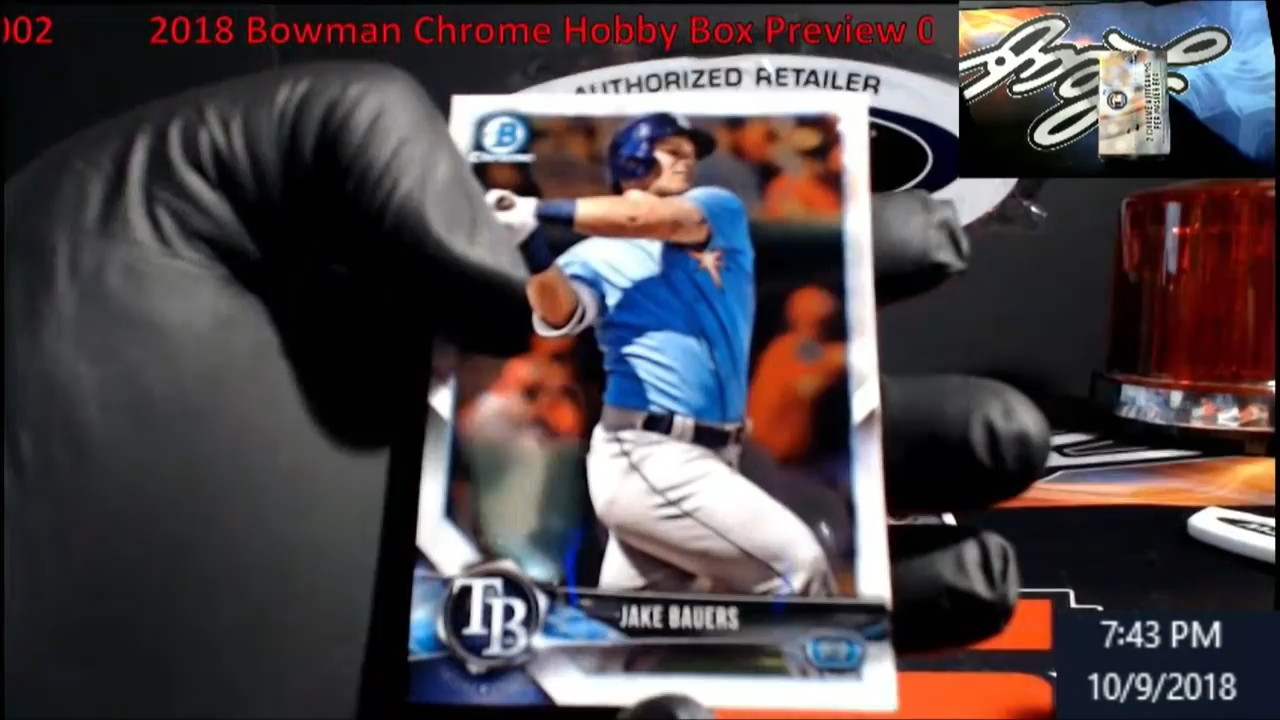 002 2018 Bowman Chrome Hobby Box Preview 0
AUTHORIZED RETAILER
B
Chrome
TB
JAKE BAUERS
7:43 PM
10/9/2018